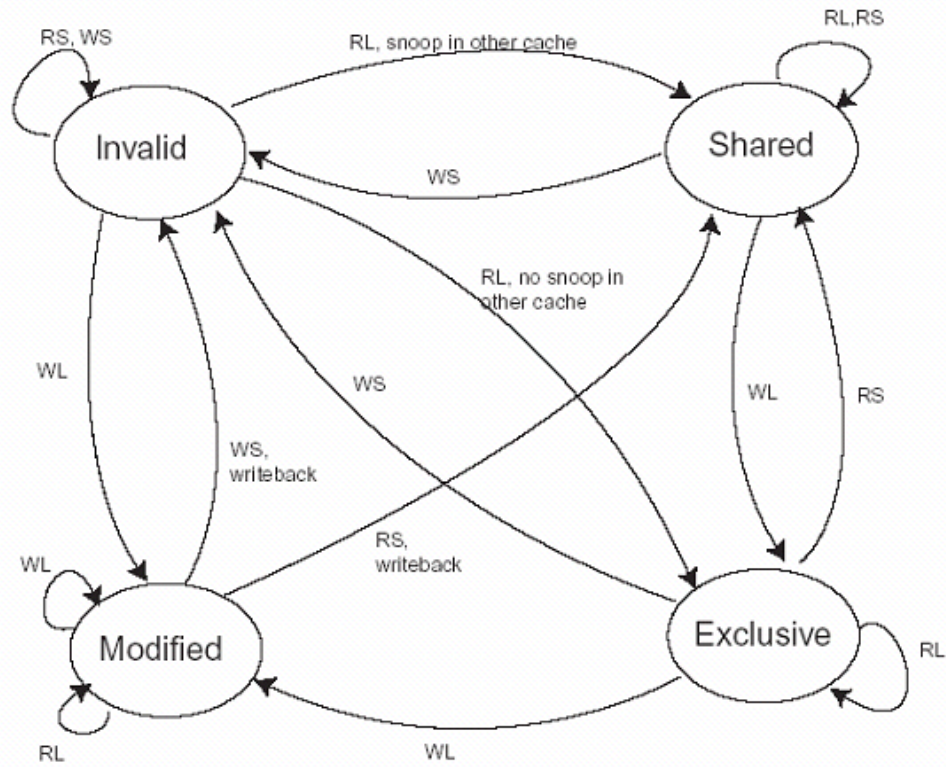 RS, WS
RL, snoop in other cache
RL,RS
Invalid
Shared
WS
RL, no snoop in
other cache
WL
WS
WL
RS
WS,
writeback
RS,
writeback
WL
Modified
Exclusive
RL
RL
WL